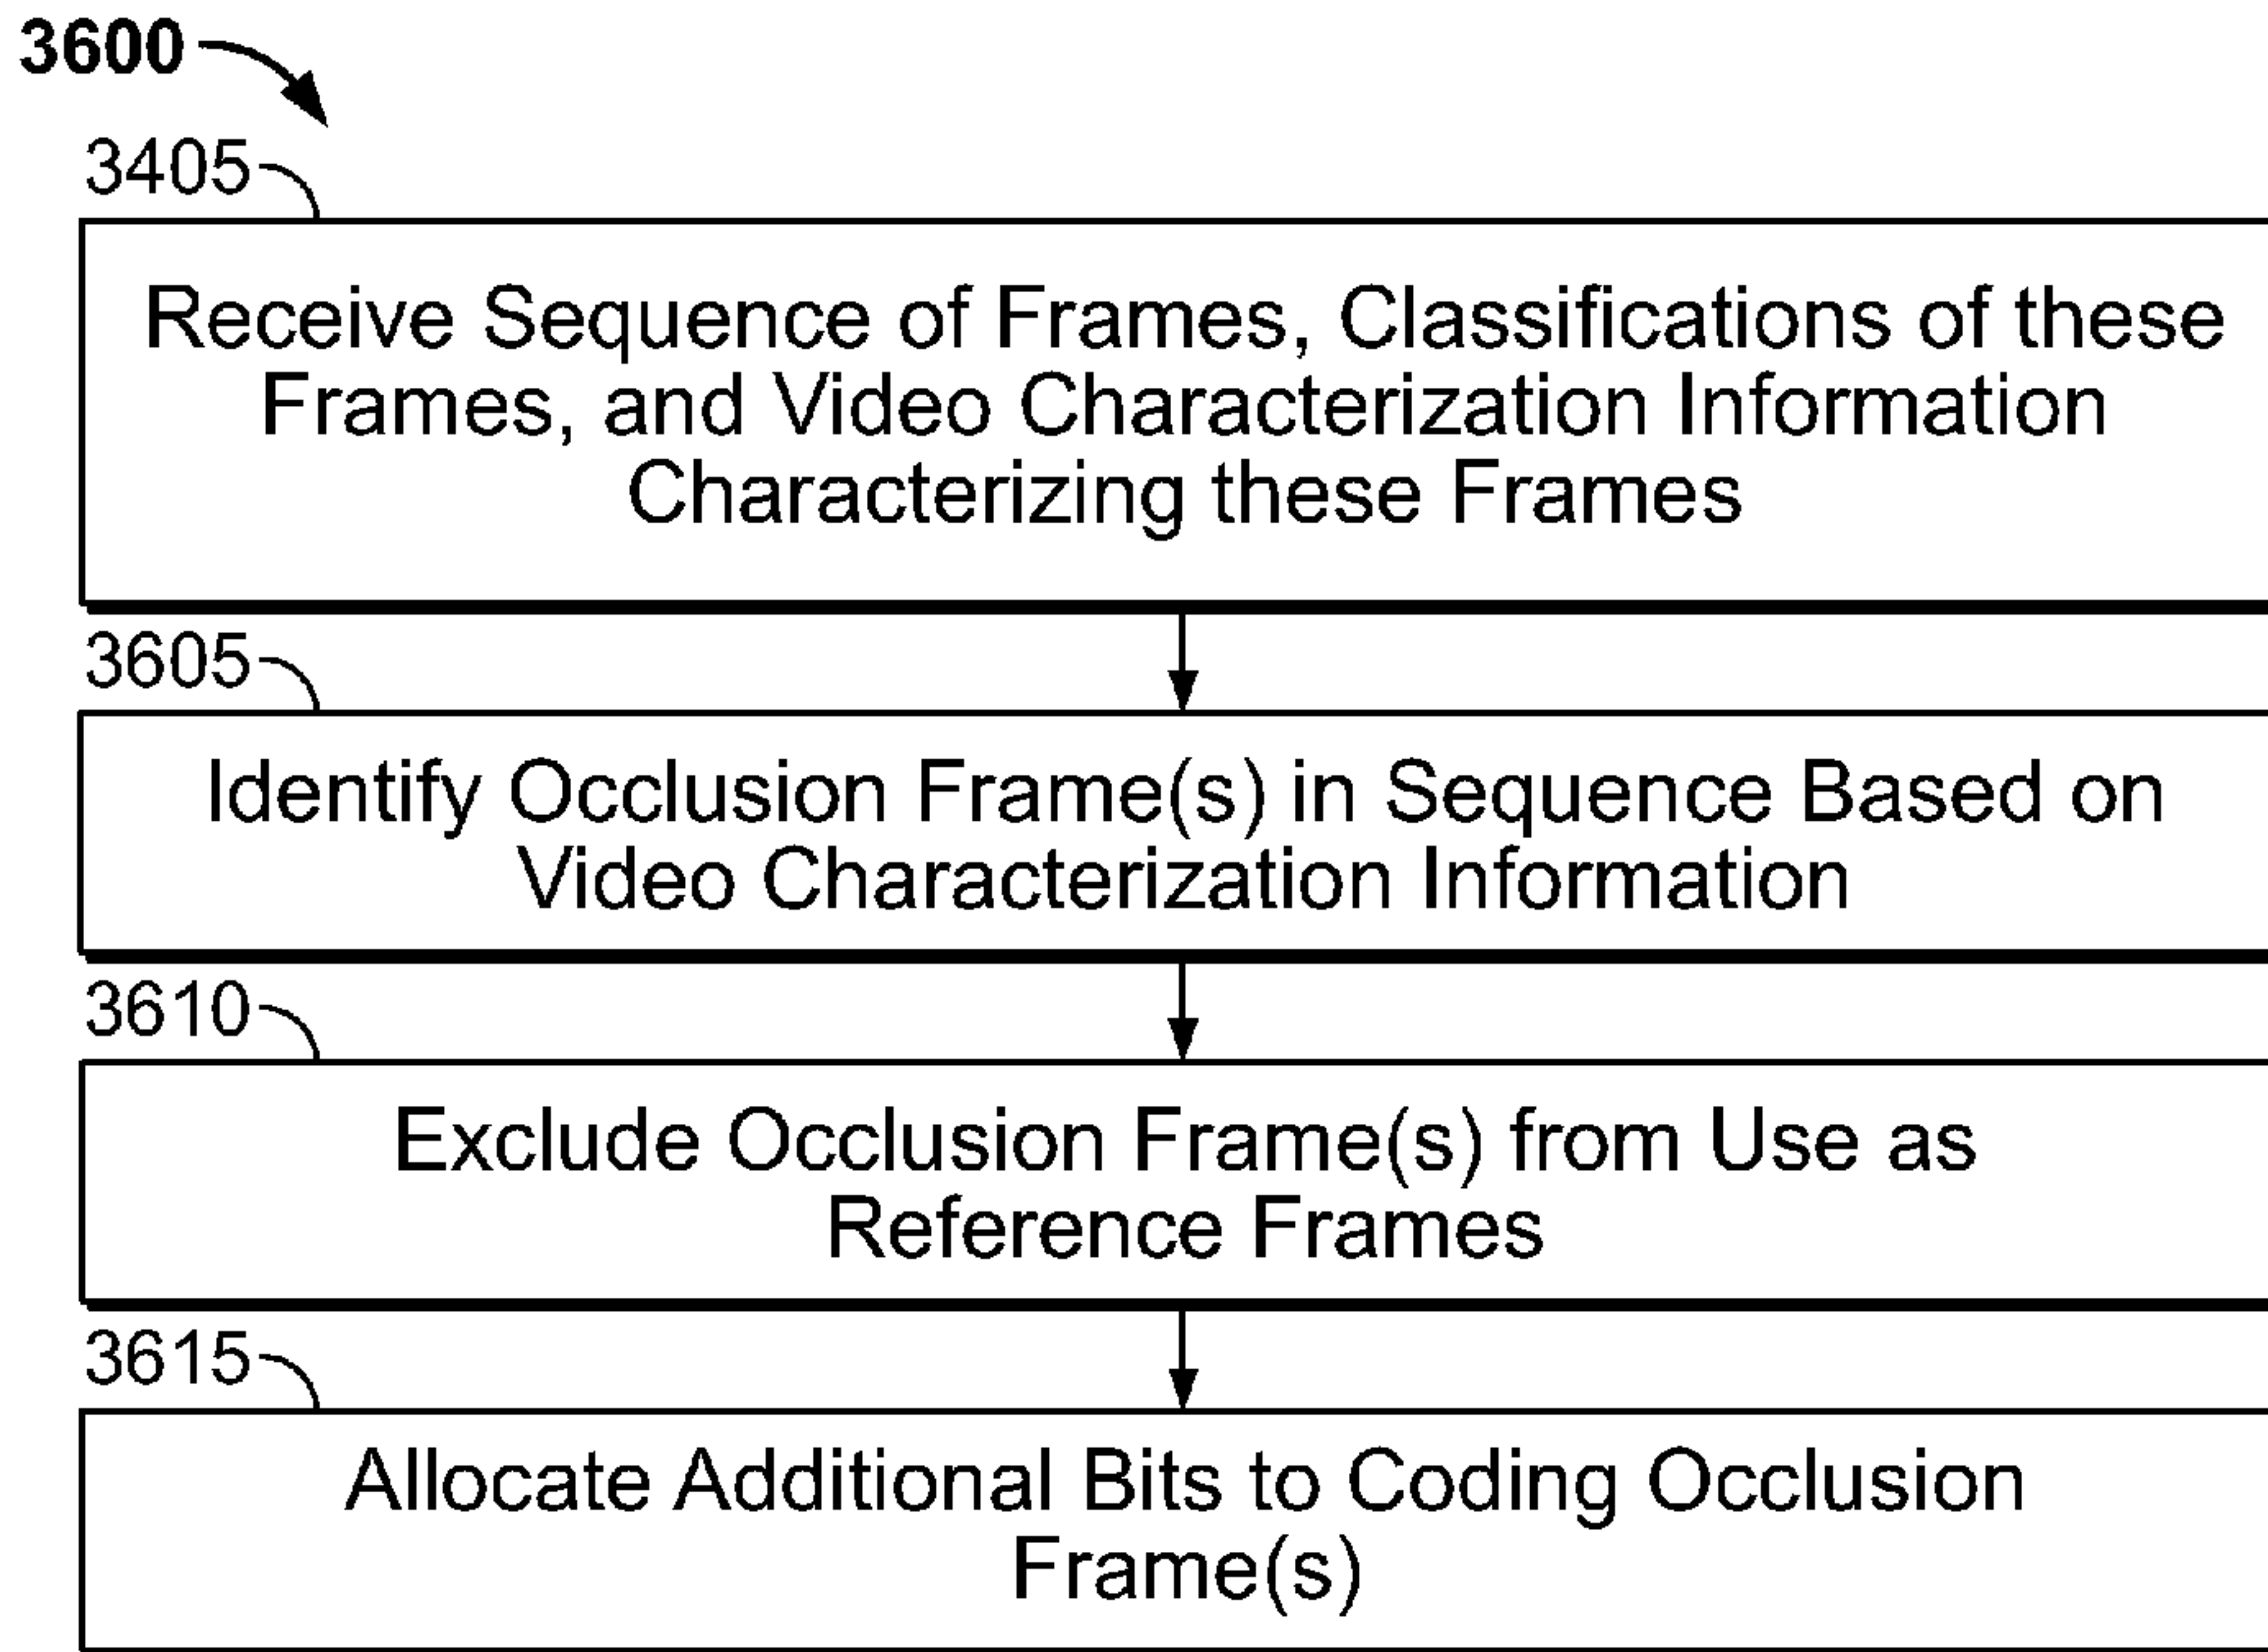 3600
3405
Receive Sequence of Frames, Classifications of these
Frames, and Video Characterization Information
Characterizing these Frames
3605
Identify Occlusion Frame(s) in Sequence Based on
Video Characterization Information
3610
Exclude Occlusion Frame(s) from Use as
Reference Frames
3615
Allocate Additional Bits to Coding Occlusion
Frame(s)